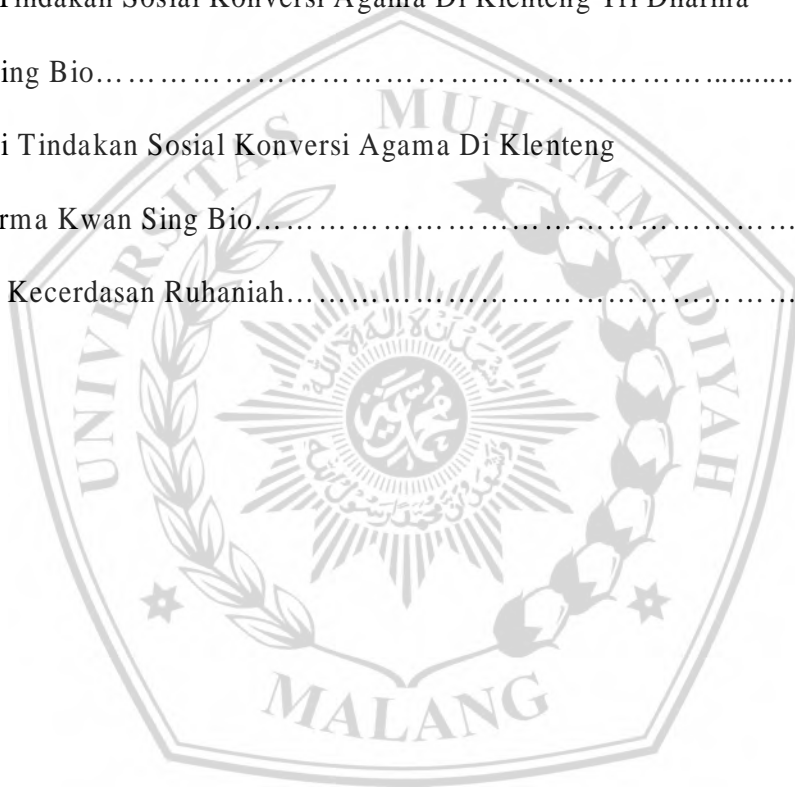 Tindakan Sosial Konversi Agama Di Klenteng Tri Dharma
ing Bio……………………………………………………...........
i Tindakan Sosial Konversi Agama Di Klenteng
rma Kwan Sing Bio……………………………………………………
Kecerdasan Ruhaniah……………………………………………………
UNIVERSITAS MUHAMMADIYAH
MALANG